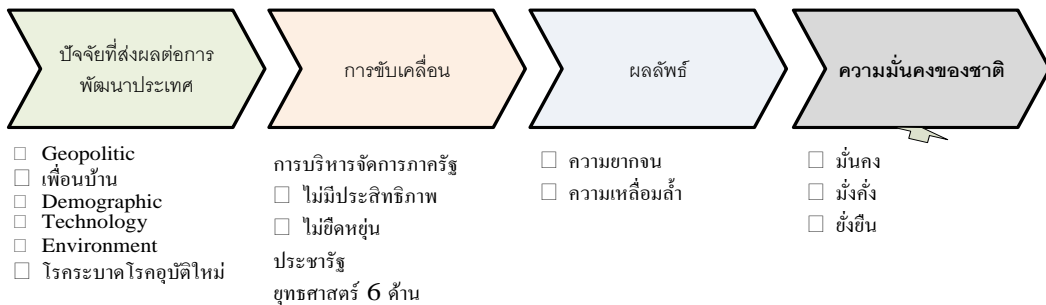 ปัจจัยที่ส่งผลต่อการ
พัฒนาประเทศ
การขับเคลื่อน
ผลลัพธ์
ความมั่นคงของชาติ
Geopolitic
เพื่อนบ้าน
Demographic
Technology
Environment
โรคระบาดโรคอุบัติใหม่
การบริหารจัดการภาครัฐ
ไม่มีประสิทธิภาพ
ไม่ยืดหยุ่น
ประชารัฐ
ยุทธศาสตร์ 6 ด้าน
ความยากจน
ความเหลื่อมล้ำ
มั่นคง
มั่งคั่ง
ยั่งยืน